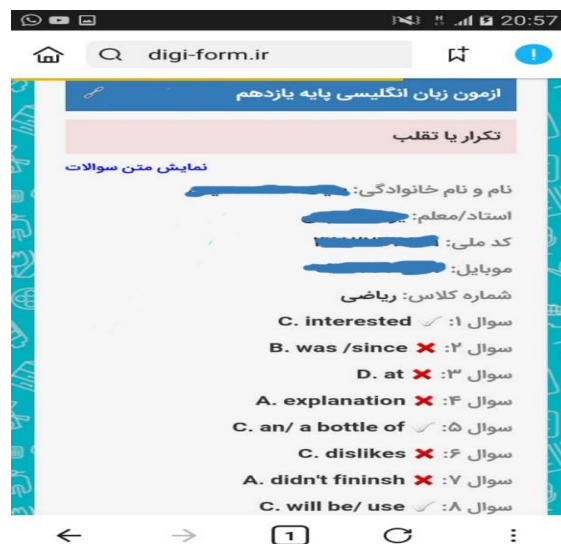 20:57
digi-form.ir
ازمون زبان انگلیسی پایه یازدهم
تکرار یا تقلب
نمایش متن سوالات
نام و نام خانوادگی:
استاد/معلم:
کد ملی:
موبایل:
شماره کلاس: ریاضی
سوال ۱: C. interested
سوال ۲: B. was /since
سوال ۳: D. at
سوال ۴: A. explanation
سوال ۵: C. an/ a bottle of
سوال ۶: C. dislikes
سوال ۷: A. didn't fininsh
سوال ۸: C. will be/ use
1